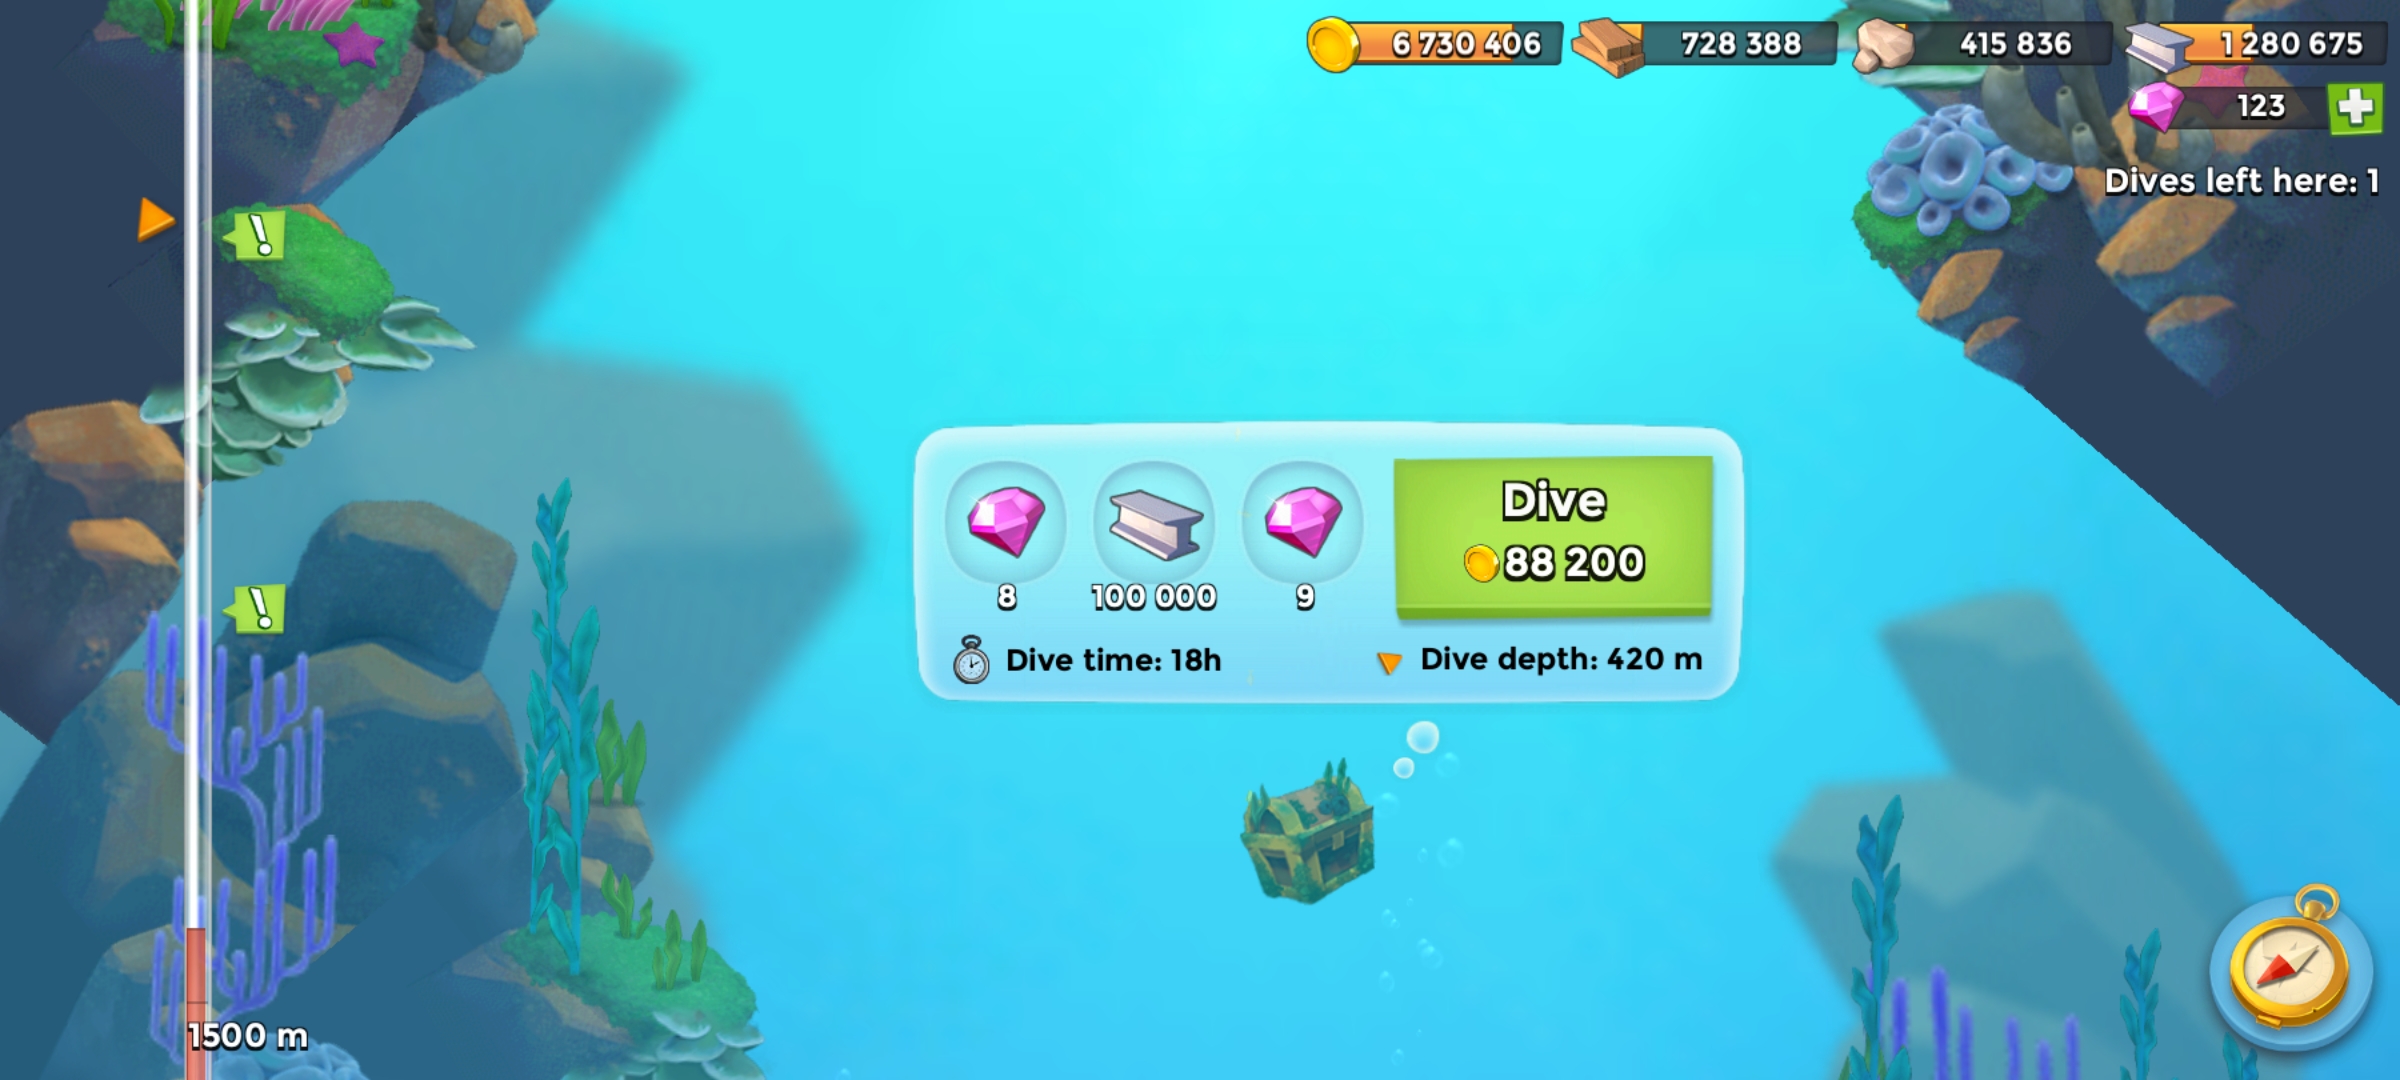 6 730 406
728 388
415 836
1 280 675
123
Dives left here: 1
!
!
8
100 000
9
Dive
88 200
Dive time: 18h
Dive depth: 420 m
1500 m